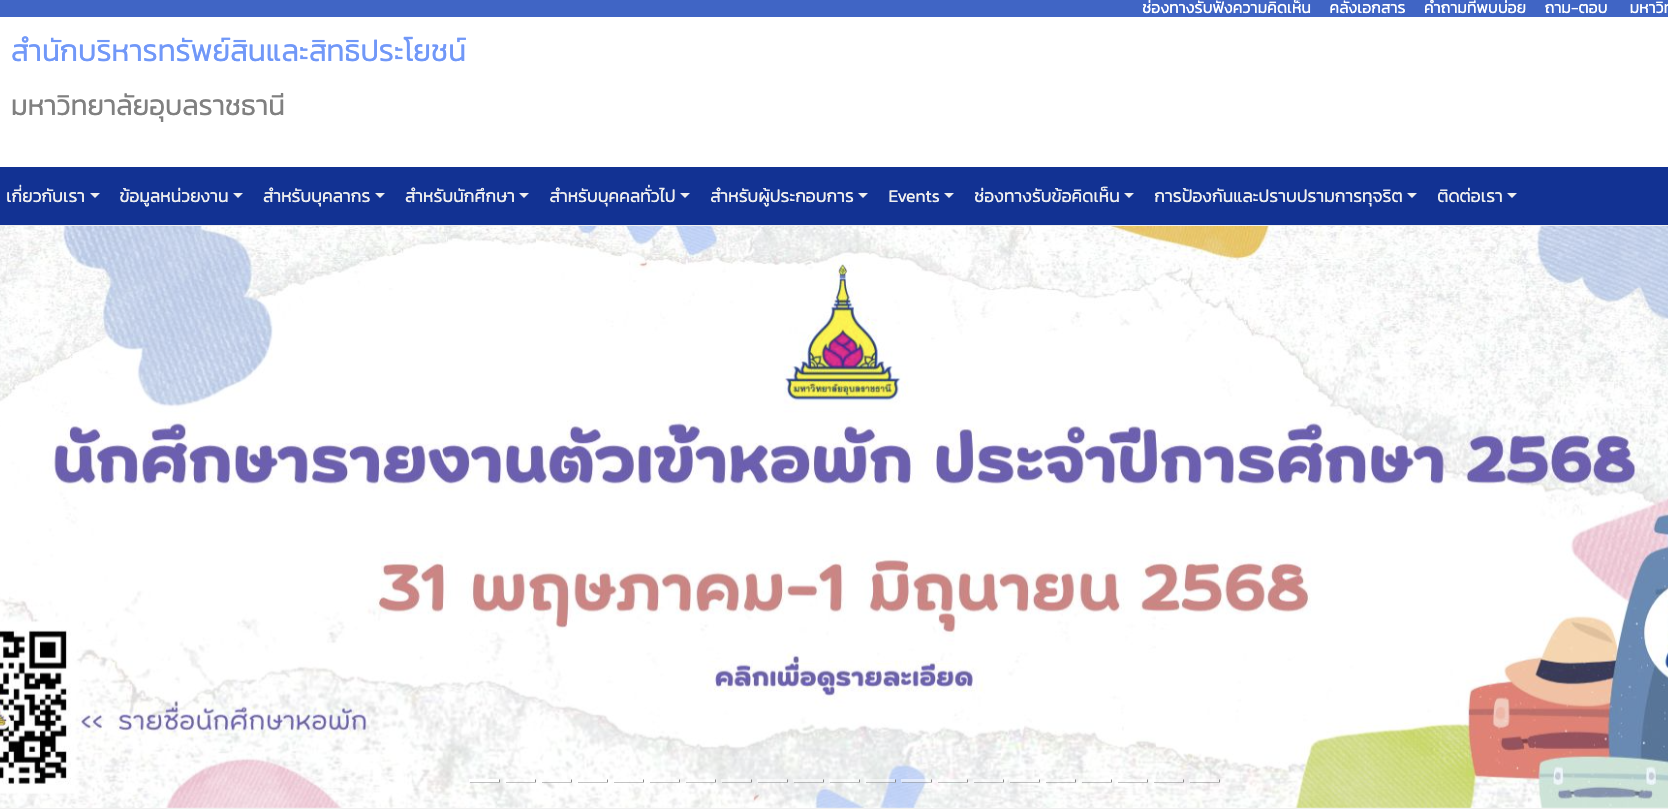 ช่องทางรับฟังความคิดเห็น คลังเอกสาร คำถามที่พบบ่อย ถาม-ตอบ
สำนักบริหารทรัพย์สินและสิทธิประโยชน์
มหาวิทยาลัยอุบลราชธานี
เกี่ยวกับเรา ข้อมูลหน่วยงาน สำหรับบุคลากร สำหรับนักศึกษา สำหรับบุคคลทั่วไป สำหรับผู้ประกอบการ Events ช่องทางรับข้อคิดเห็น การป้องกันและปราบปรามการทุจริต ติดต่อเรา
มหาวิทยาลัยอุบลราชธานี
นักศึกษารายงานตัวเข้าหอพัก ประจำปีการศึกษา 2568
31 พฤษภาคม-1 มิถุนายน 2568
คลิกเพื่อดูรายละเอียด
<< รายชื่อนักศึกษาหอพัก